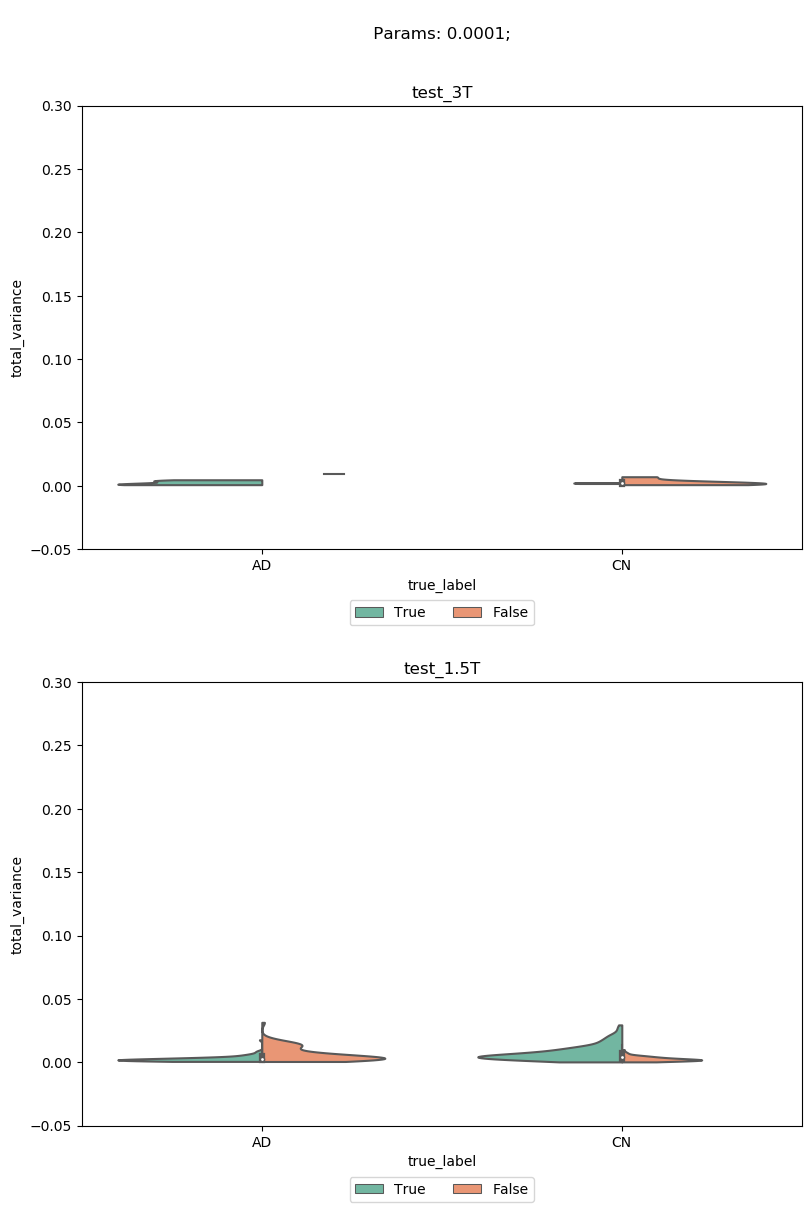 Params: 0.0001;
test_3T
0.30
0.25
0.20
0.15
0.10
0.05
0.00
−0.05
total_variance
AD CN
true_label
True False
test_1.5T
0.30
0.25
0.20
0.15
0.10
0.05
0.00
−0.05
total_variance
AD CN
true_label
True False